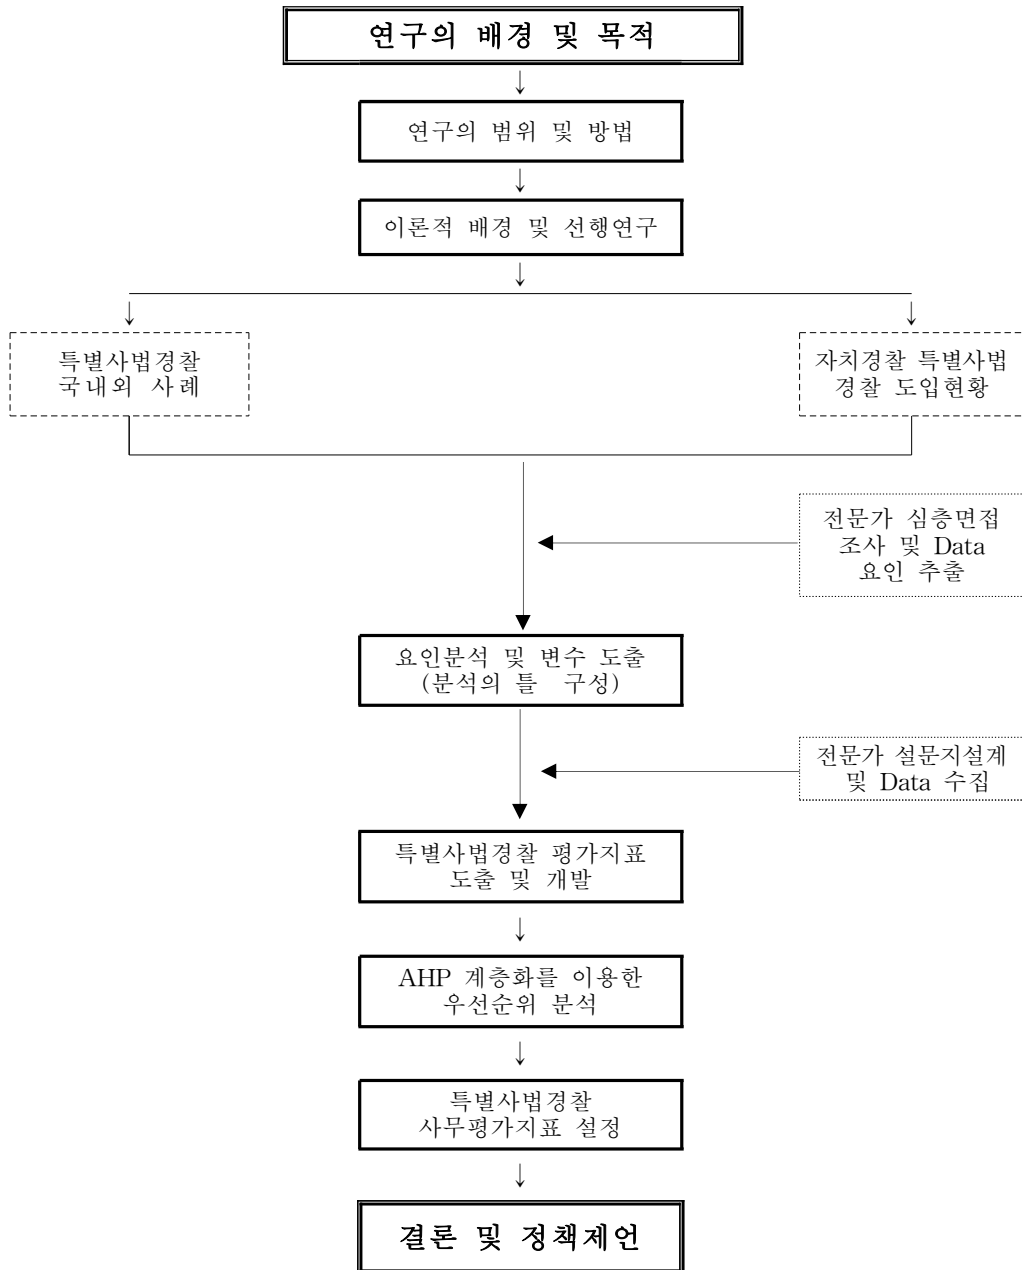 연구의 배경 및 목적
연구의 범위 및 방법
이론적 배경 및 선행연구
특별사법경찰
국내외 사례
자치경찰 특별사법
경찰 도입현황
전문가 심층면접
조사 및 Data
요인 추출
요인분석 및 변수 도출
(분석의 틀 구성)
전문가 설문지설계
및 Data 수집
특별사법경찰 평가지표
도출 및 개발
AHP 계층화를 이용한
우선순위 분석
특별사법경찰
사무평가지표 설정
결론 및 정책제언